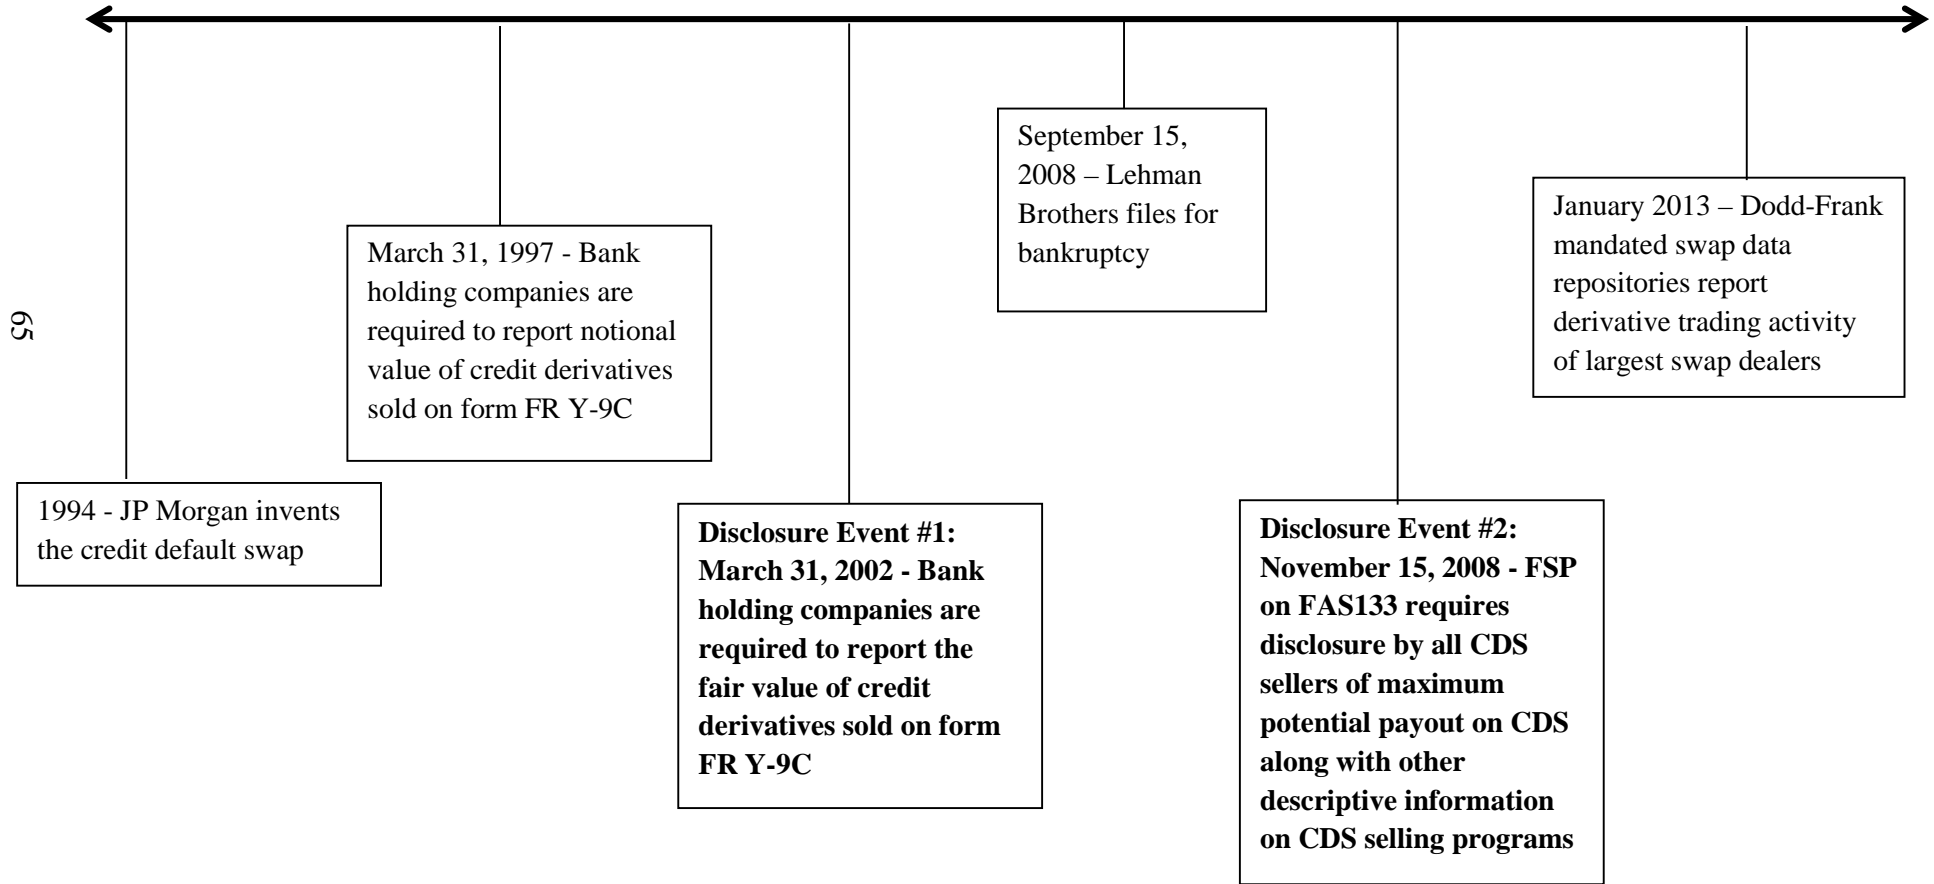 65
1994 - JP Morgan invents
the credit default swap
March 31, 1997 - Bank
holding companies are
required to report notional
value of credit derivatives
sold on form FR Y-9C
Disclosure Event #1:
March 31, 2002 - Bank
holding companies are
required to report the
fair value of credit
derivatives sold on form
FR Y-9C
September 15,
2008 – Lehman
Brothers files for
bankruptcy
Disclosure Event #2:
November 15, 2008 - FSP
on FAS133 requires
disclosure by all CDS
sellers of maximum
potential payout on CDS
along with other
descriptive information
on CDS selling programs
January 2013 – Dodd-Frank
mandated swap data
repositories report
derivative trading activity
of largest swap dealers